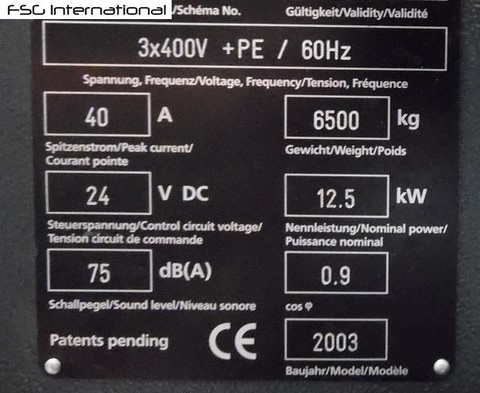 FSG International
/Schéma No.
Gültigkeit/Validity/Validité
3x400V +PE / 60Hz
Spannung, Frequenz/Voltage, Frequency/Tension, Fréquence
40 A
6500 kg
Spitzenstrom/Peak current/
Courant pointe
Gewicht/Weight/Poids
24 V DC
12.5 kW
Steuerspannung/Control circuit voltage/
Tension circuit de commande
Nennleistung/Nominal power/
Puissance nominal
75 dB(A)
0.9
Schallpegel/Sound level/Niveau sonore
cos φ
Patents pending
CE
2003
Baujahr/Model/Modèle